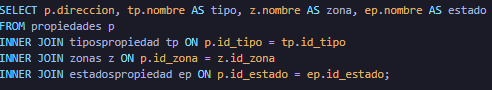 SELECT p.direccion, tp.nombre AS tipo, z.nombre AS zona, ep.nombre AS estado
FROM propiedades p
INNER JOIN tipospropiedad tp ON p.id_tipo = tp.id_tipo
INNER JOIN zonas z ON p.id_zona = z.id_zona
INNER JOIN estadospropiedad ep ON p.id_estado = ep.id_estado;